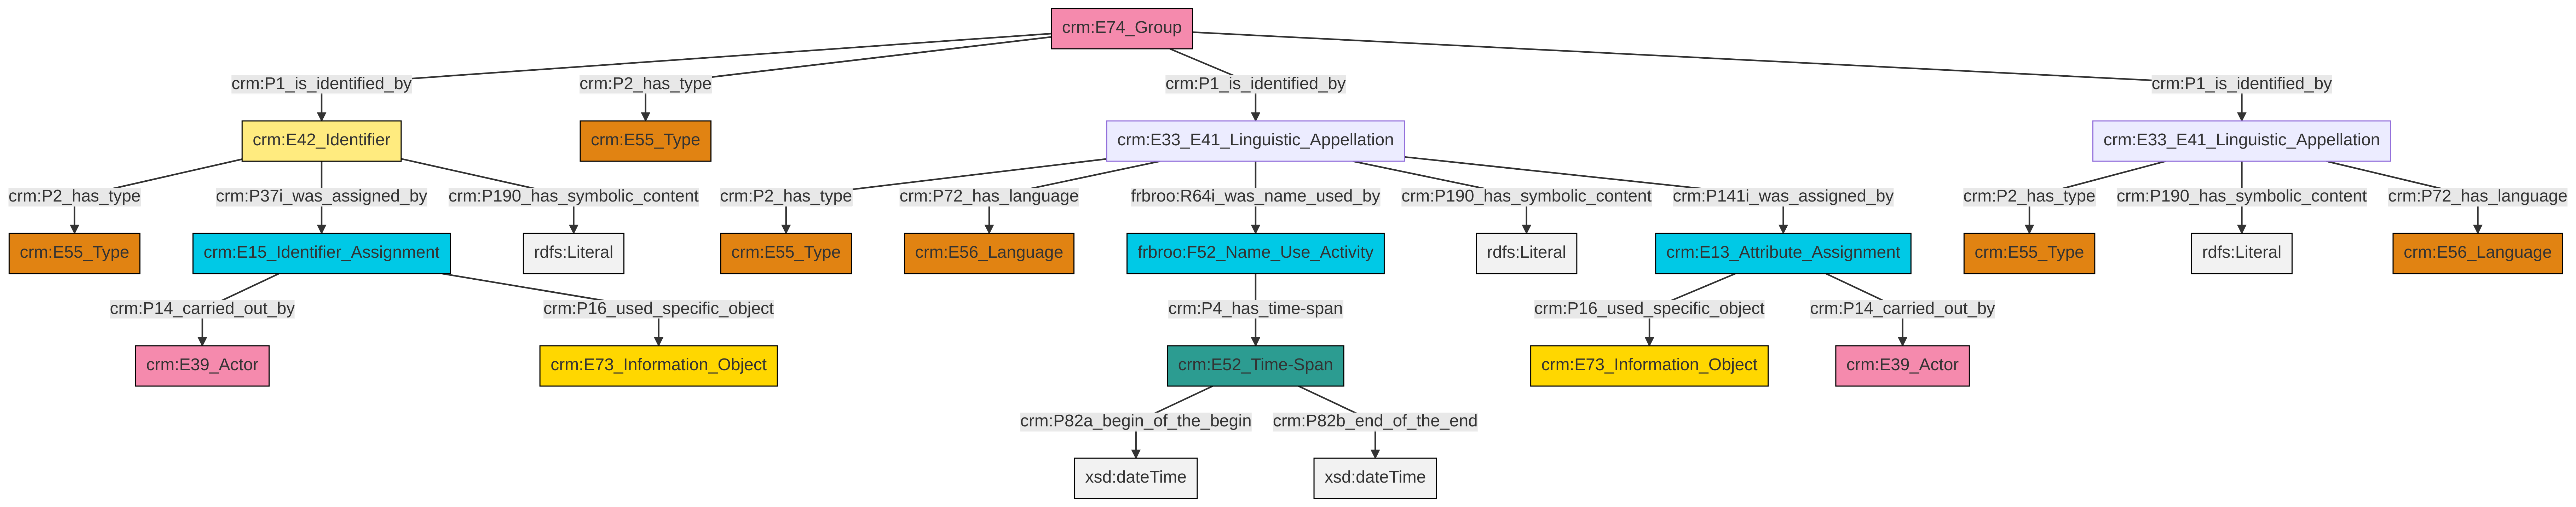 crm:E74_Group
crm:P1_is_identified_by
crm:P2_has_type
crm:P1_is_identified_by
crm:P1_is_identified_by
crm:E42_Identifier
crm:E55_Type
crm:E33_E41_Linguistic_Appellation
crm:E33_E41_Linguistic_Appellation
crm:P2_has_type
crm:P37i_was_assigned_by
crm:P190_has_symbolic_content
crm:P2_has_type
crm:P72_has_language
frbroo:R64i_was_name_used_by
crm:P190_has_symbolic_content
crm:P141i_was_assigned_by
crm:P2_has_type
crm:P190_has_symbolic_content
crm:P72_has_language
crm:E55_Type
crm:E15_Identifier_Assignment
rdfs:Literal
crm:E55_Type
crm:E56_Language
frbroo:F52_Name_Use_Activity
rdfs:Literal
crm:E13_Attribute_Assignment
crm:E55_Type
rdfs:Literal
crm:E56_Language
crm:P14_carried_out_by
crm:P16_used_specific_object
crm:P4_has_time-span
crm:P16_used_specific_object
crm:P14_carried_out_by
crm:E39_Actor
crm:E73_Information_Object
crm:E52_Time-Span
crm:E73_Information_Object
crm:E39_Actor
crm:P82a_begin_of_the_begin
crm:P82b_end_of_the_end
xsd:dateTime
xsd:dateTime